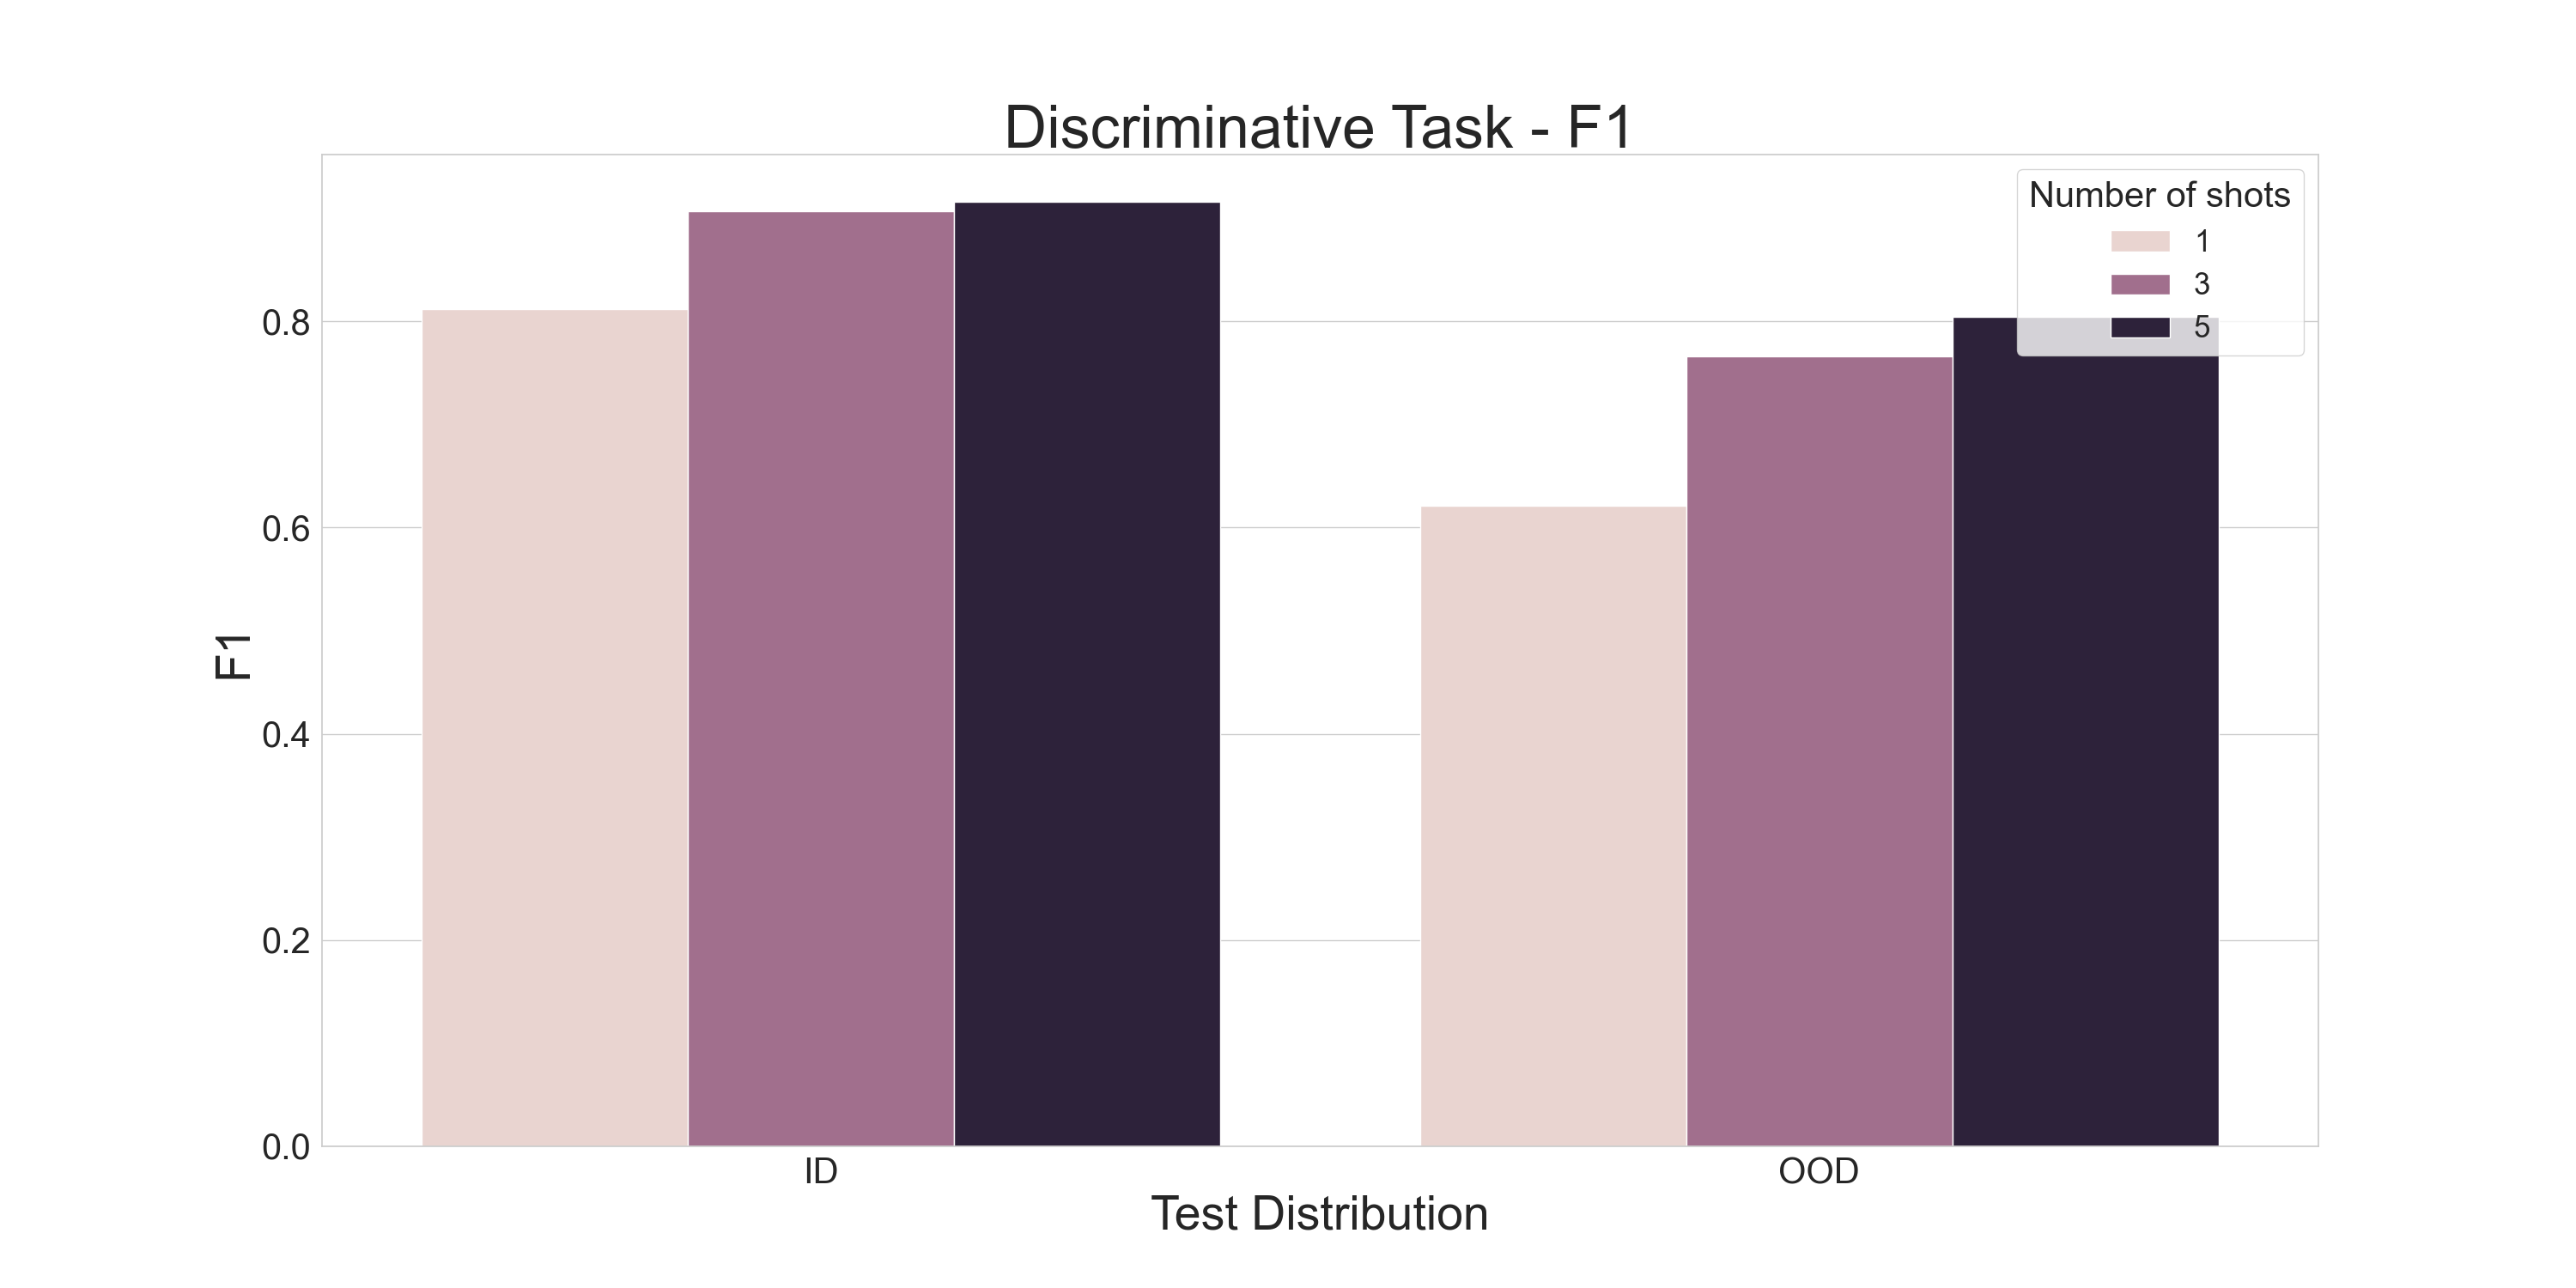 Discriminative Task - F1
Number of shots
1
3
5
0.8
0.6
0.4
0.2
0.0
F1
ID
OOD
Test Distribution